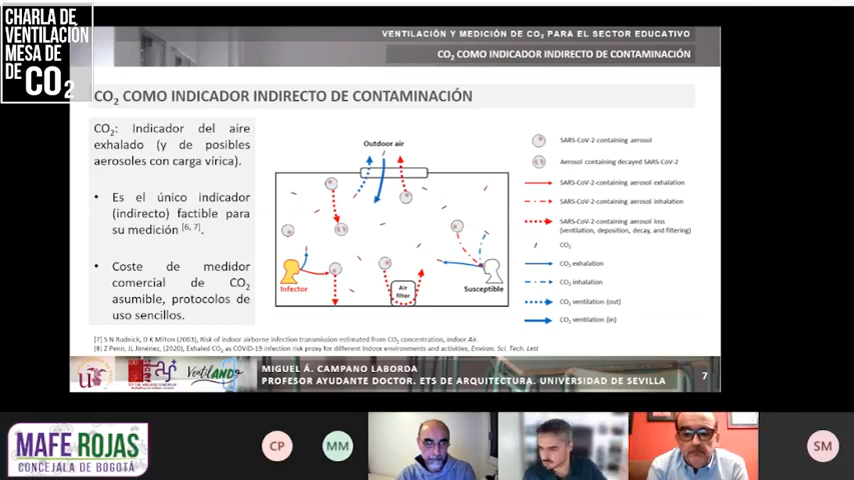 CHARLA DE
VENTILACIÓN
MESA DE
DE CO2
VENTILACIÓN Y MEDICIÓN DE CO₂ PARA EL SECTOR EDUCATIVO
CO₂ COMO INDICADOR INDIRECTO DE CONTAMINACIÓN
CO₂ COMO INDICADOR INDIRECTO DE CONTAMINACIÓN
CO₂: Indicador del aire
exhalado (y de posibles
aerosoles con carga vírica).
• Es el único indicador
(indirecto) factible para
su medición [6, 7].
• Coste de medidor
comercial de CO₂
asumible, protocolos de
uso sencillos.
Outdoor air
Infector
Air
filter
Susceptible
SARS-CoV-2-containing aerosol
Aerosol containing decayed SARS-CoV-2
SARS-CoV-2-containing aerosol exhalation
SARS-CoV-2-containing aerosol inhalation
SARS-CoV-2-containing aerosol loss
(ventilation, deposition, decay, and filtering)
CO₂
CO₂ exhalation
CO₂ inhalation
CO₂ ventilation (out)
CO₂ ventilation (in)
[7] S N Rudnick, D K Milton (2003), Risk of indoor airborne infection transmission estimated from CO₂ concentration, Indoor Air.
[8] Z Penn, JL Jiménez, (2020), Exhaled CO₂ as COVID-19 infection risk proxy for different indoor environments and activities, Environ. Sci. Tech. Lett
VentilANDO
MIGUEL Á. CAMPANO LABORDA
PROFESOR AYUDANTE DOCTOR. ETS DE ARQUITECTURA. UNIVERSIDAD DE SEVILLA
7
MAFE ROJAS
CONCEJALA DE BOGOTÁ
CP
MM
SM